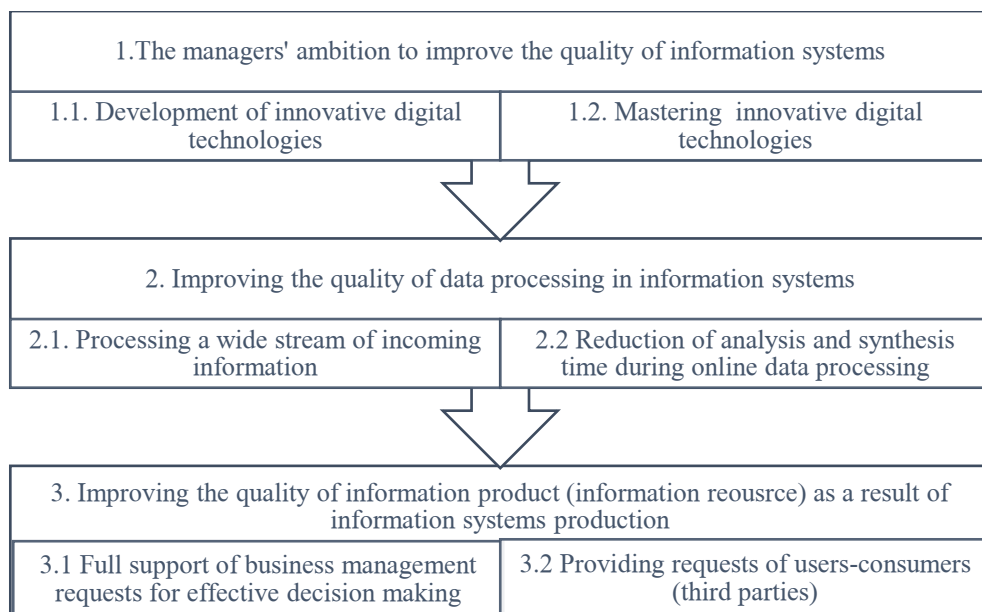 1.The managers' ambition to improve the quality of information systems
1.1. Development of innovative digital
technologies
1.2. Mastering innovative digital
technologies
2. Improving the quality of data processing in information systems
2.1. Processing a wide stream of incoming
information
2.2 Reduction of analysis and synthesis
time during online data processing
3. Improving the quality of information product (information reousrce) as a result of
information systems production
3.1 Full support of business management
requests for effective decision making
3.2 Providing requests of users-consumers
(third parties)